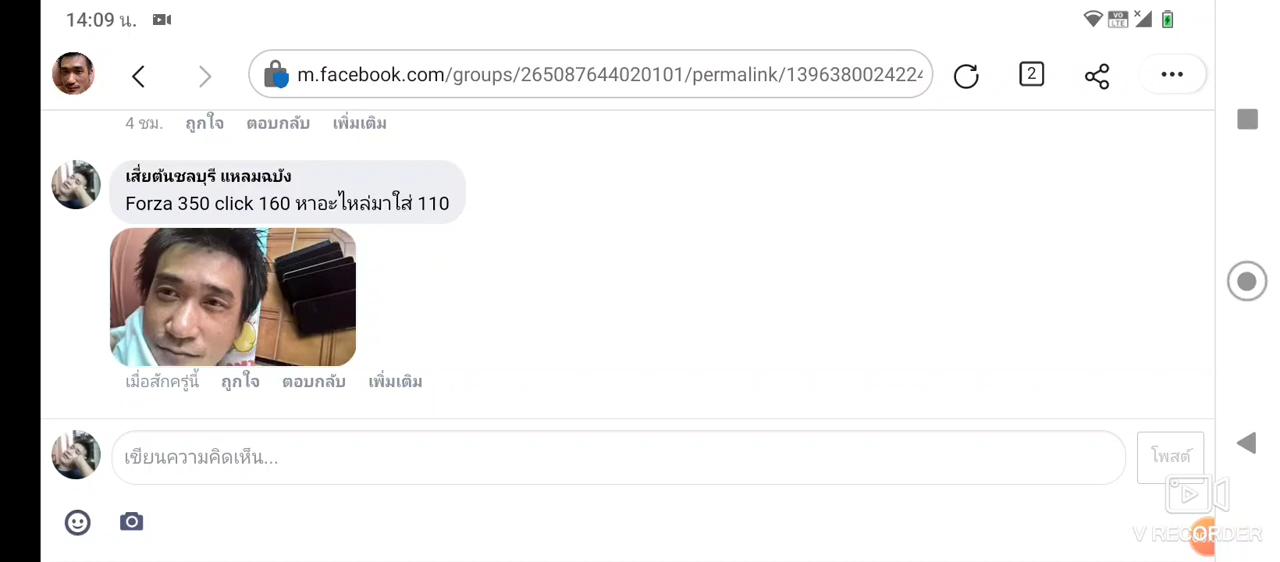 14:09 น.
VO LTE
m.facebook.com/groups/265087644020101/permalink/139638002422
2
4 ชม. ถูกใจ ตอบกลับ เพิ่มเติม
เสี่ยต้นชลบุรี แหลมฉบัง
Forza 350 click 160 หาอะไหล่มาใส่ 110
เมื่อสักครู่นี้ ถูกใจ ตอบกลับ เพิ่มเติม
เขียนความคิดเห็น...
โพสต์
V RECORDER